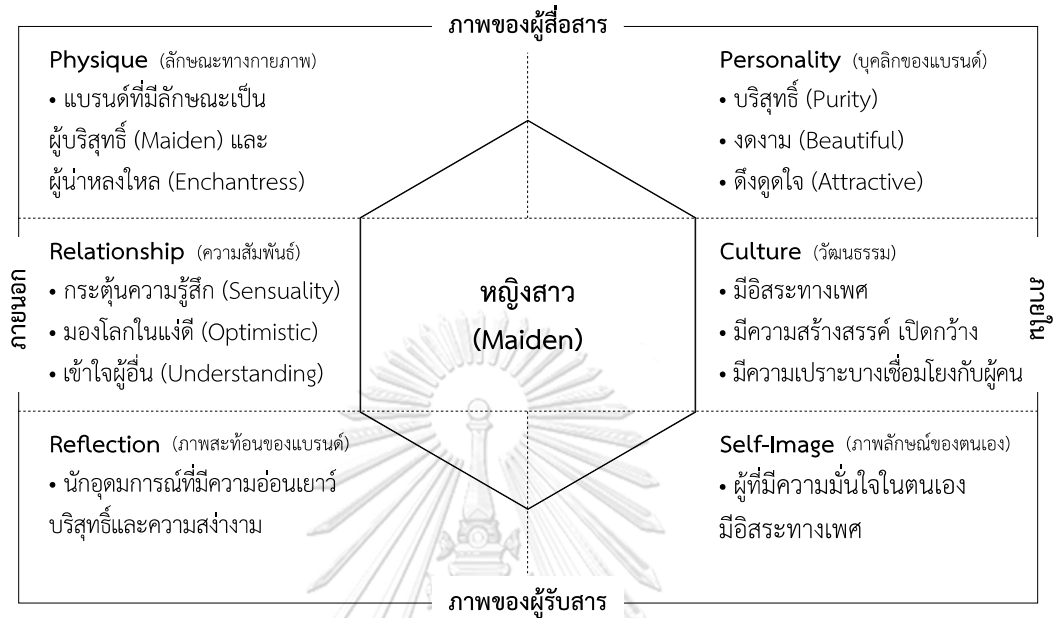 ภาพของผู้สื่อสาร
Physique (ลักษณะทางกายภาพ)
• แบรนด์ที่มีลักษณะเป็น
ผู้บริสุทธิ์ (Maiden) และ
ผู้น่าหลงใหล (Enchantress)
Personality (บุคลิกของแบรนด์)
• บริสุทธิ์ (Purity)
• งดงาม (Beautiful)
• ดึงดูดใจ (Attractive)
ภายนอก
Relationship (ความสัมพันธ์)
• กระตุ้นความรู้สึก (Sensuality)
• มองโลกในแง่ดี (Optimistic)
• เข้าใจผู้อื่น (Understanding)
หญิงสาว
(Maiden)
Culture (วัฒนธรรม)
• มีอิสระทางเพศ
• มีความสร้างสรรค์ เปิดกว้าง
• มีความเปราะบางเชื่อมโยงกับผู้คน
ภายใน
Reflection (ภาพสะท้อนของแบรนด์)
• นักอุดมการณ์ที่มีความอ่อนเยาว์
บริสุทธิ์และความสง่างาม
Self-Image (ภาพลักษณ์ของตนเอง)
• ผู้ที่มีความมั่นใจในตนเอง
มีอิสระทางเพศ
ภาพของผู้รับสาร